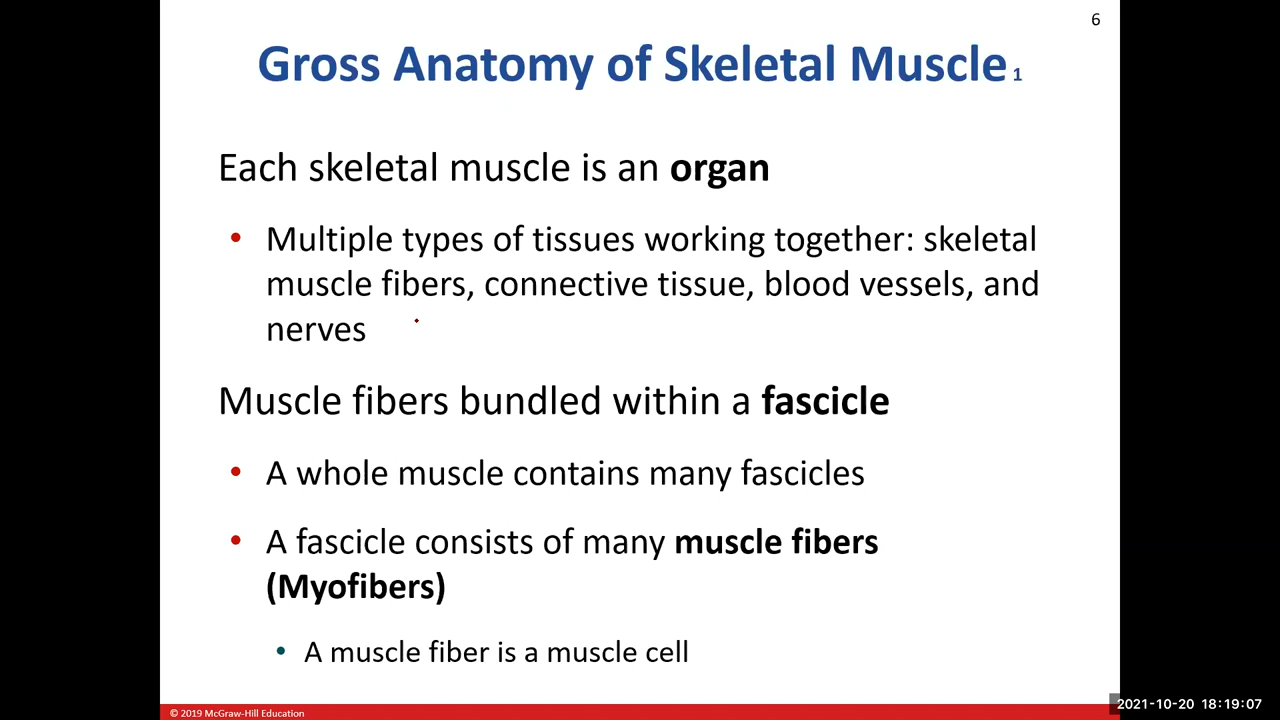 6
Gross Anatomy of Skeletal Muscle 1
Each skeletal muscle is an organ
• Multiple types of tissues working together: skeletal
muscle fibers, connective tissue, blood vessels, and
nerves
Muscle fibers bundled within a fascicle
• A whole muscle contains many fascicles
• A fascicle consists of many muscle fibers
(Myofibers)
• A muscle fiber is a muscle cell
© 2019 McGraw-Hill Education
2021-10-20 18:19:07